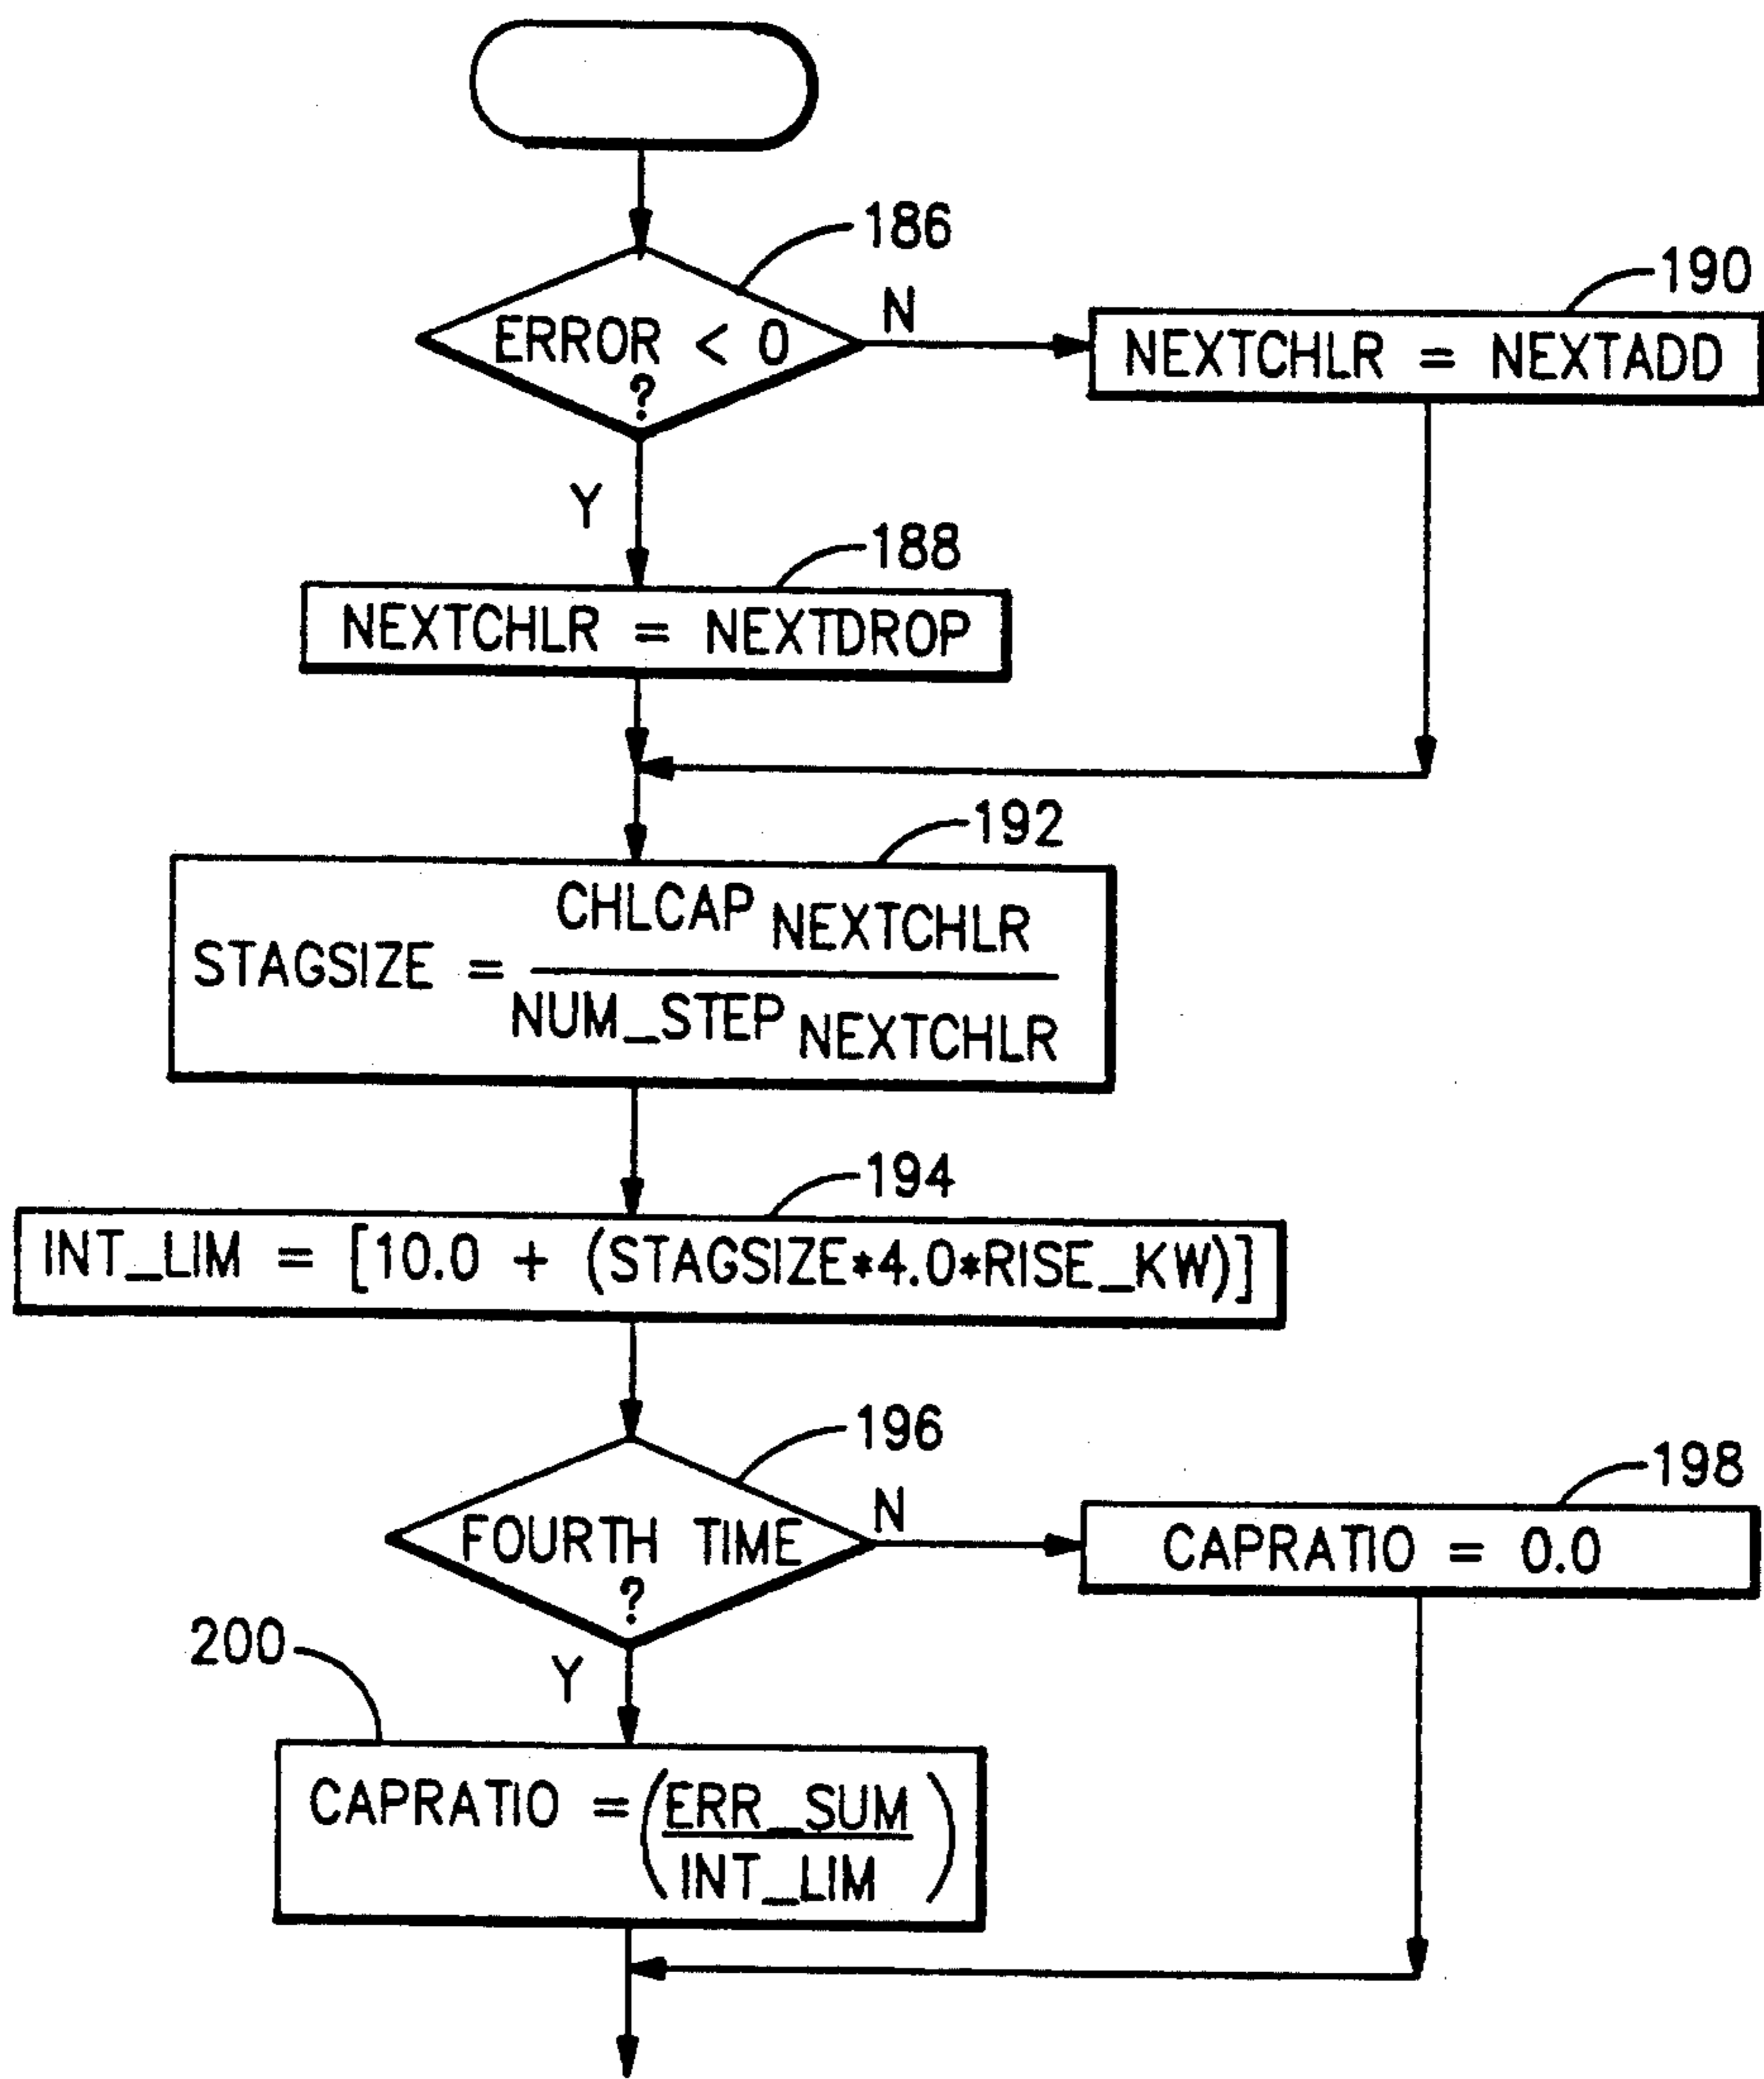 186
190
ERROR < 0
?
N
NEXTCHLR = NEXTADD
Y
188
NEXTCHLR = NEXTDROP
192
CHLCAP NEXTCHLR
STAGSIZE =
NUM_STEP NEXTCHLR
194
INT_LIM = [10.0 + (STAGSIZE*4.0*RISE_KW)]
196
198
FOURTH TIME
?
N
CAPRATIO = 0.0
200
Y
CAPRATIO = (ERR_SUM
INT_LIM)